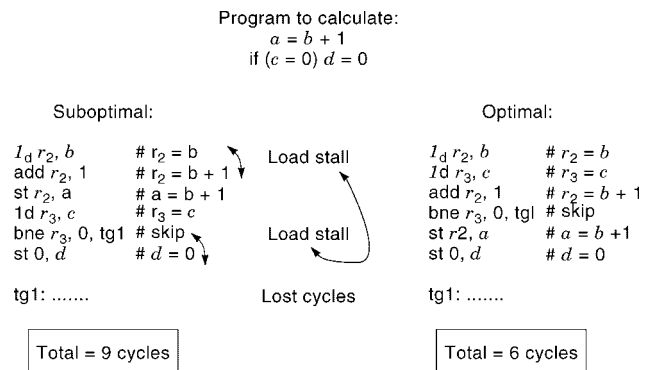 Program to calculate:
a = b + 1
if (c = 0) d = 0
Suboptimal:
1d r2, b # r2 = b
add r2, 1 # r2 = b + 1
st r2, a # a = b + 1
1d r3, c # r3 = c
bne r3, 0, tg1 # skip
st 0, d # d = 0
tg1: .......
Total = 9 cycles
Load stall
Load stall
Lost cycles
Optimal:
1d r2, b # r2 = b
1d r3, c # r3 = c
add r2, 1 # r2 = b + 1
bne r3, 0, tgl # skip
st r2, a # a = b +1
st 0, d # d = 0
tg1: .......
Total = 6 cycles